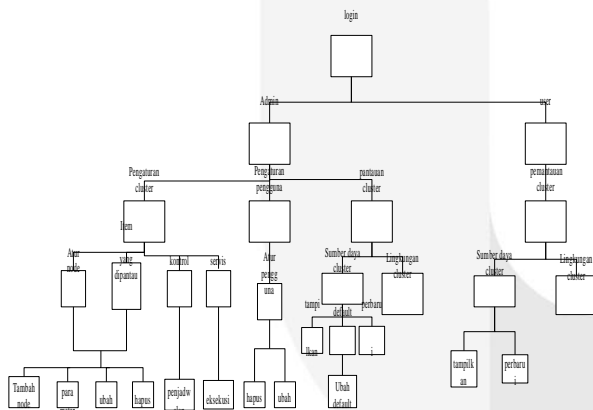 login
Admin
user
Pengaturan
cluster
Pengaturan
pengguna
pantauan
cluster
pemantauan
cluster
Item
Atur
node
yang
dipantau
kontrol
servis
Atur
pengg
una
Sumber daya
cluster
Lingkungan
cluster
Sumber daya
cluster
Lingkungan
cluster
tampi
lkan
default
perbaru
i
tampilk
an
perbaru
i
Tambah
node
para
ubah
hapus
penjadw
eksekusi
hapus
ubah
Ubah
default